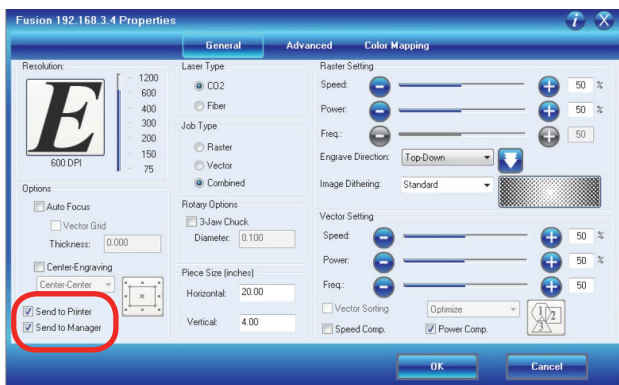 Fusion 192.168.3.4 Properties
General Advanced Color Mapping
Resolution:
E
600 DPI
1200
600
400
300
200
150
75
Options
Auto Focus
Vector Grid
Thickness: 0.000
Center-Engraving
Center-Center
Send to Printer
Send to Manager
Laser Type
CO2
Fiber
Job Type
Raster
Vector
Combined
Rotary Options
3-Jaw Chuck
Diameter: 0.100
Piece Size (inches)
Horizontal: 20.00
Vertical: 4.00
Raster Setting
Speed: 50 %
Power: 50 %
Freq.: 50
Engrave Direction: Top-Down
Image Dithering: Standard
Vector Setting
Speed: 50 %
Power: 50 %
Freq.: 50
Vector Sorting Optimize
1 2 3
Speed Comp. Power Comp.
OK Cancel